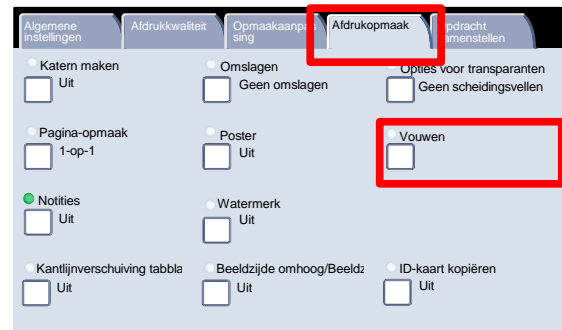 Algemene
instellingen
Afdrukkwaliteit
Opmaakaanpas
sing
Afdrukopmaak
pdracht
amenstellen
Katern maken
Uit
Omslagen
Geen omslagen
Opties voor transparanten
Geen scheidingsvellen
Pagina-opmaak
1-op-1
Poster
Uit
Vouwen
Notities
Uit
Watermerk
Uit
Kantlijnverschuiving tabbla
Uit
Beeldzijde omhoog/Beeldz
Uit
ID-kaart kopiëren
Uit